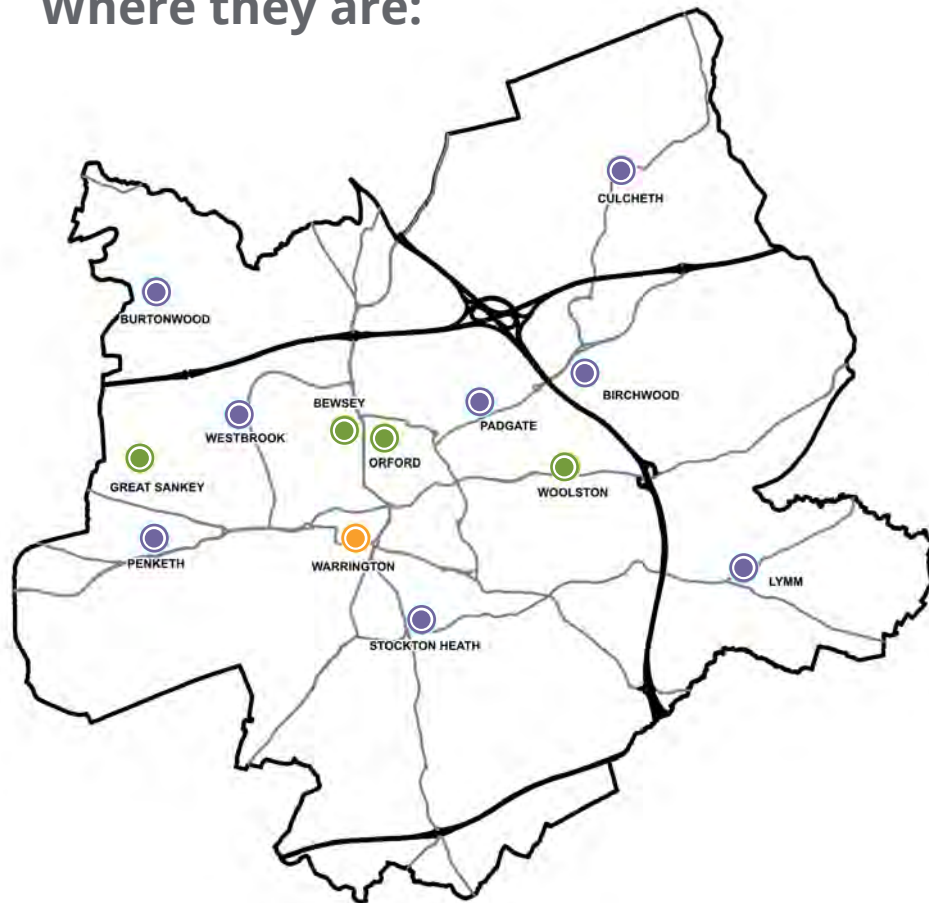 Where they are:
CULCHETH
BURTONWOOD
BIRCHWOOD
BEWSEY
PADGATE
WESTBROOK
ORFORD
GREAT SANKEY
WOOLSTON
PENKETH
WARRINGTON
LYMM
STOCKTON HEATH